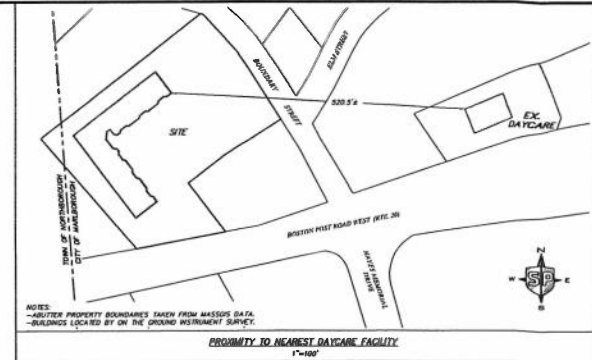 TOWN OF NORTHBOROUGH
CITY OF MARLBOROUGH
SITE
BOUNDARY
STREET
ELM STREET
520.5'±
EX.
DAYCARE
BOSTON POST ROAD WEST (RTE. 20)
HAYES MEMORIAL
DRIVE
N
W
SP
E
S
NOTES:
-ABUTTER PROPERTY BOUNDARIES TAKEN FROM MASSGIS DATA.
-BUILDINGS LOCATED BY ON THE GROUND INSTRUMENT SURVEY.
PROXIMITY TO NEAREST DAYCARE FACILITY
1"=100'